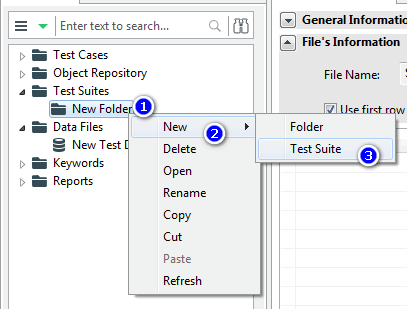 Enter text to search...
Test Cases
Object Repository
Test Suites
New Folder
1
Data Files
New Test D
Keywords
Reports
New
2
Delete
Open
Rename
Copy
Cut
Paste
Refresh
Folder
Test Suite
3
General Informatio
File's Information
File Name:
Use first row